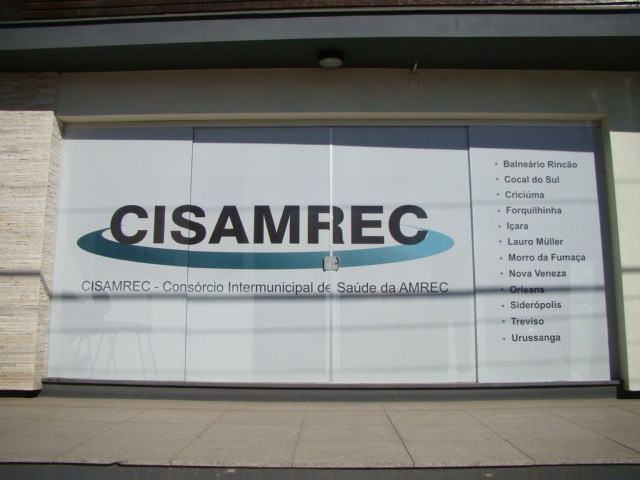 CISAMREC
CISAMREC - Consórcio Intermunicipal de Saúde da AMREC
• Balneário Rincão
• Cocal do Sul
• Criciúma
• Forquilhinha
• Içara
• Lauro Müller
• Morro da Fumaça
• Nova Veneza
• Orleans
• Siderópolis
• Treviso
• Urussanga